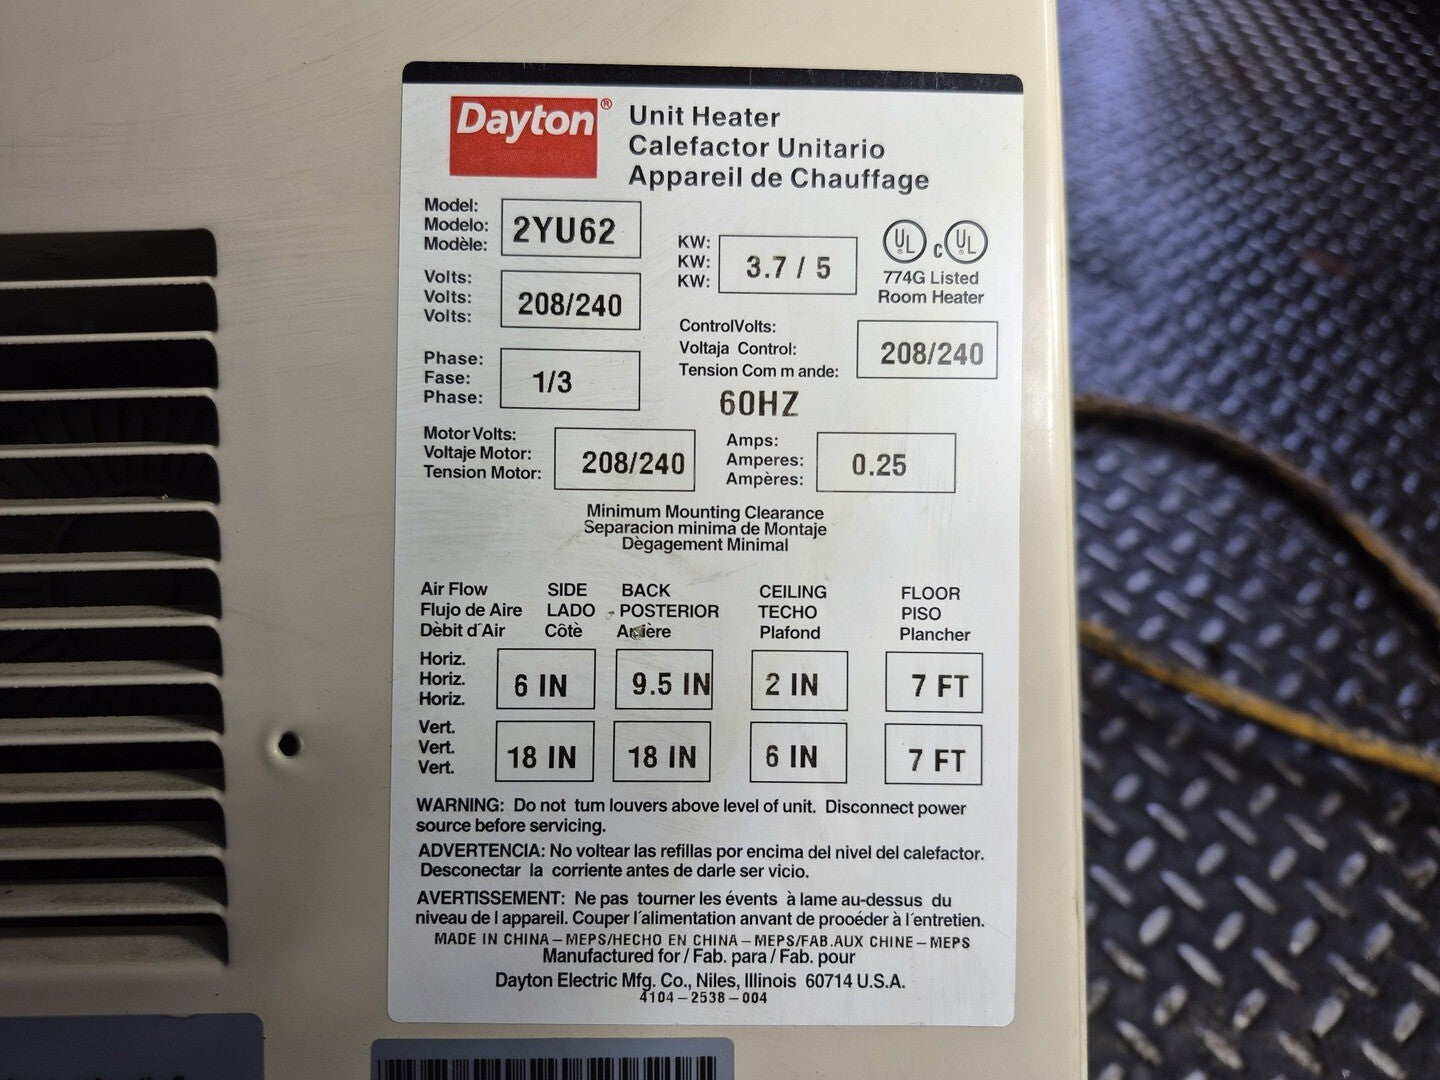 Dayton®
Unit Heater
Calefactor Unitario
Appareil de Chauffage
Model:
Modelo:
Modèle:
2YU62
KW:
KW:
KW:
3.7 / 5
UL c UL
774G Listed
Room Heater
Volts:
Volts:
Volts:
208/240
ControlVolts:
Voltaja Control:
Tension Com m ande:
208/240
Phase:
Fase:
Phase:
1/3
60HZ
Motor Volts:
Voltaje Motor:
Tension Motor:
208/240
Amps:
Amperes:
Ampères:
0.25
Minimum Mounting Clearance
Separacion minima de Montaje
Dègagement Minimal
Air Flow SIDE BACK CEILING FLOOR
Flujo de Aire LADO POSTERIOR TECHO PISO
Dèbit d´Air Côtè Arrière Plafond Plancher
Horiz.
Horiz.
Horiz.
6 IN 9.5 IN 2 IN 7 FT
Vert.
Vert.
Vert.
18 IN 18 IN 6 IN 7 FT
WARNING: Do not tum louvers above level of unit. Disconnect power
source before servicing.
ADVERTENCIA: No voltear las refillas por encima del nivel del calefactor.
Desconectar la corriente antes de darle ser vicio.
AVERTISSEMENT: Ne pas tourner les évents à lame au-dessus du
niveau de l appareil. Couper l´alimentation anvant de prooéder à l´entretien.
MADE IN CHINA – MEPS/HECHO EN CHINA – MEPS/FAB.AUX CHINE – MEPS
Manufactured for / Fab. para / Fab. pour
Dayton Electric Mfg. Co., Niles, Illinois 60714 U.S.A.
4104 – 2538 – 004